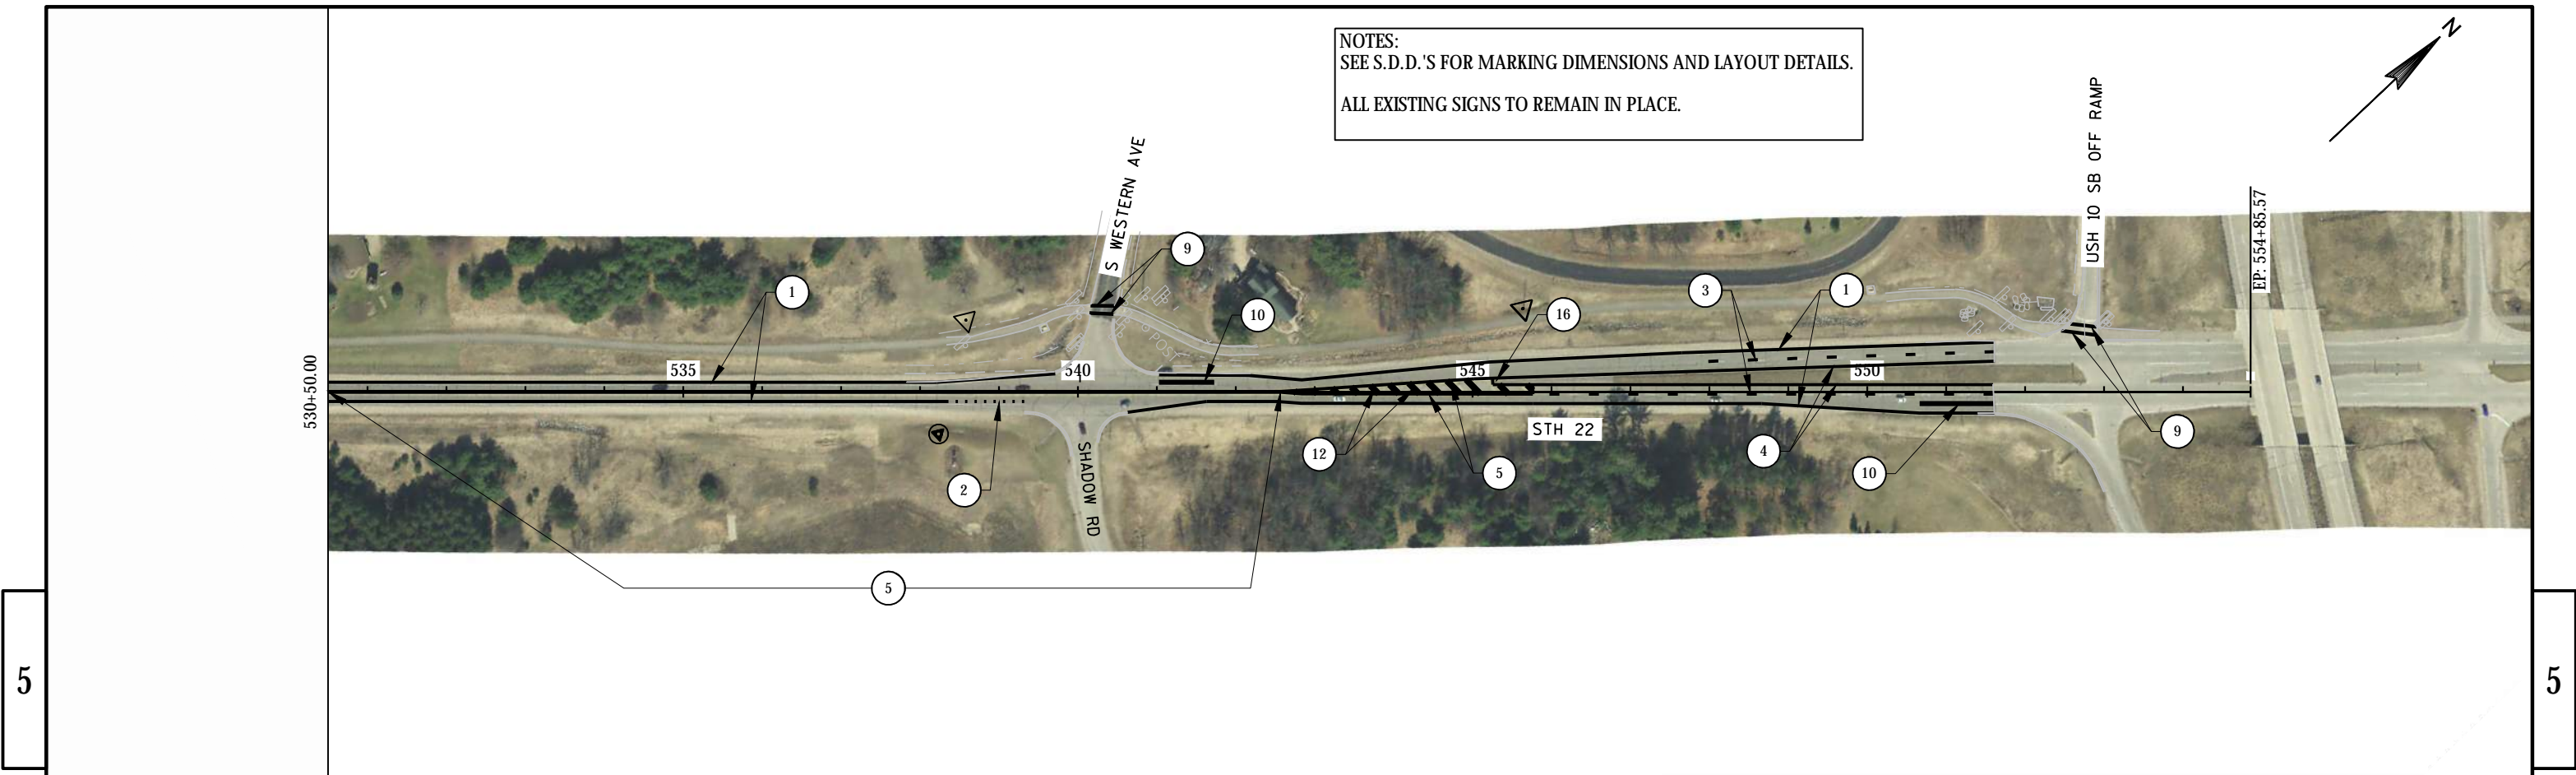 NOTES:
SEE S.D.D.'S FOR MARKING DIMENSIONS AND LAYOUT DETAILS.
ALL EXISTING SIGNS TO REMAIN IN PLACE.
N
S WESTERN AVE
USH 10 SB OFF RAMP
EP: 554+85.57
9
1
10
16
3
1
POST
530+50.00
535
540
545
550
STH 22
SHADOW RD
2
12
5
4
10
9
5
5
5